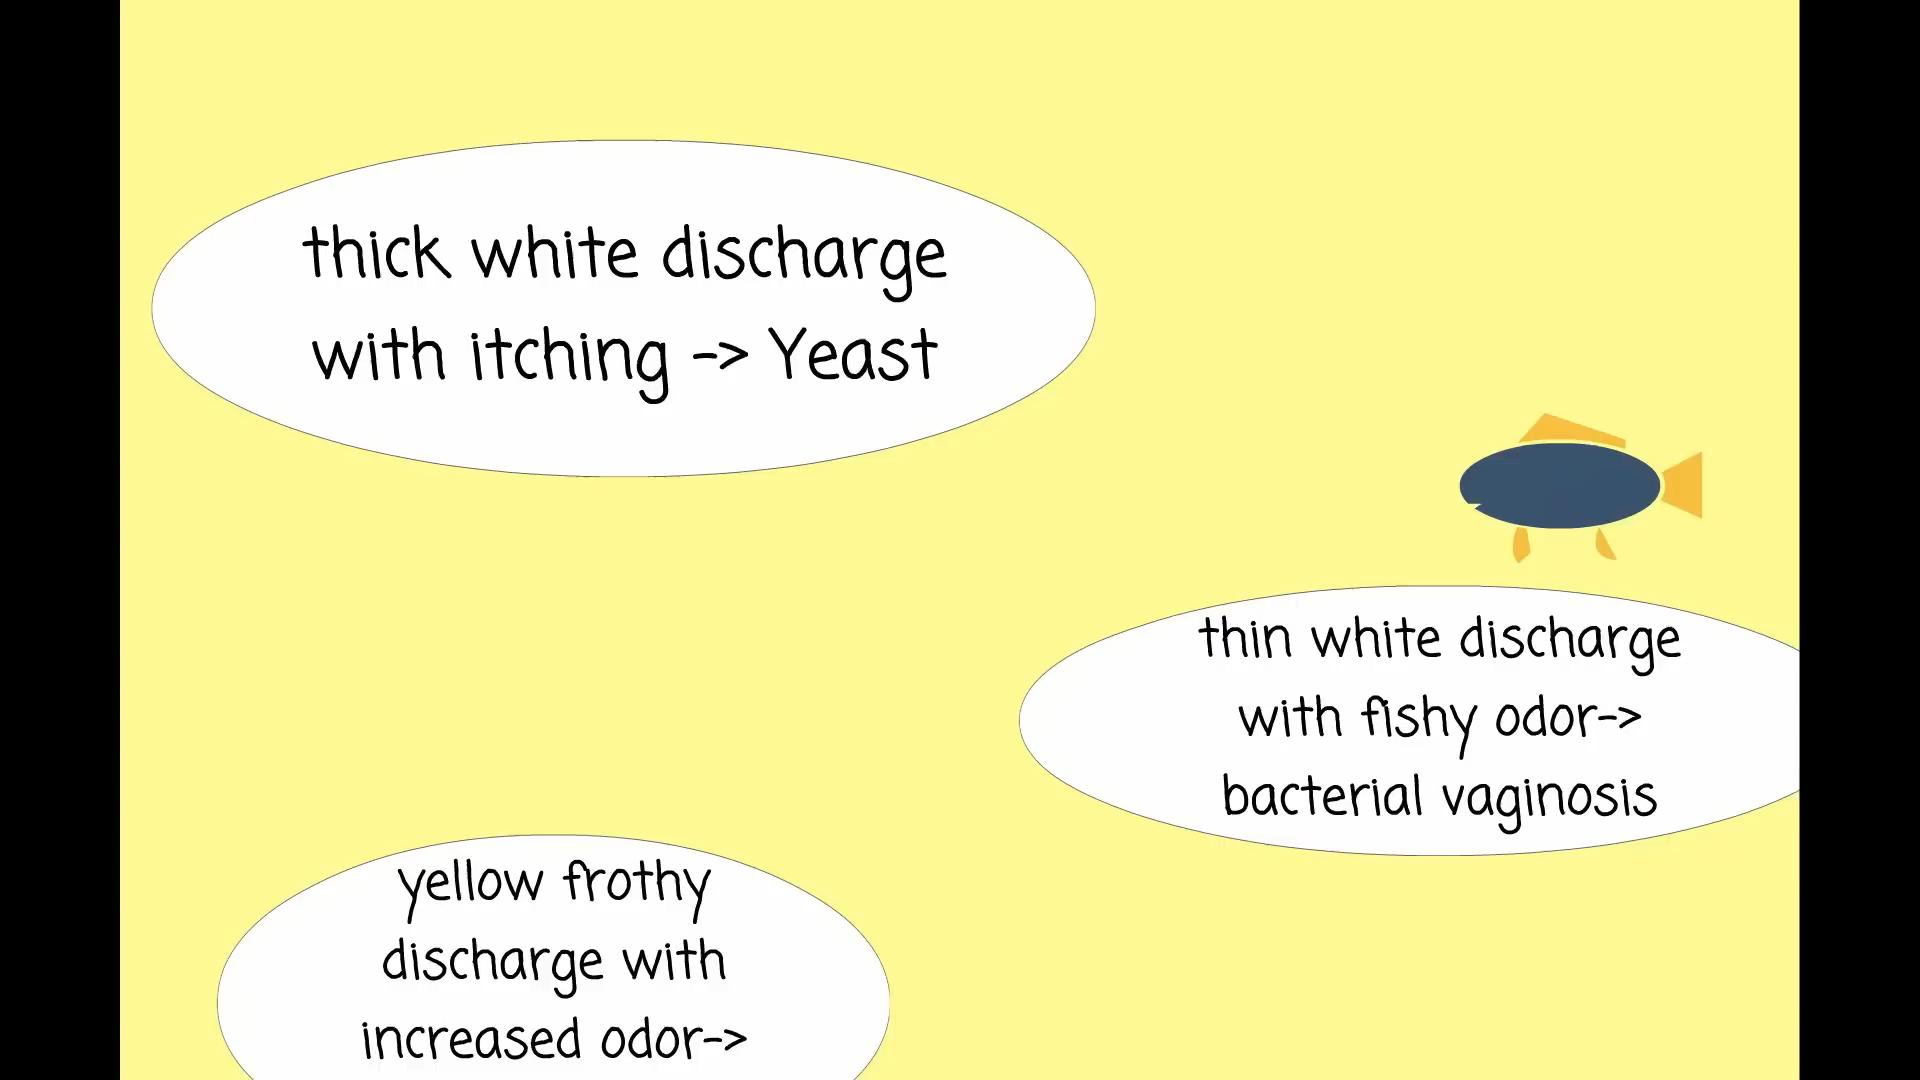 thick white discharge
with itching -> Yeast
thin white discharge
with fishy odor->
bacterial vaginosis
yellow frothy
discharge with
increased odor->